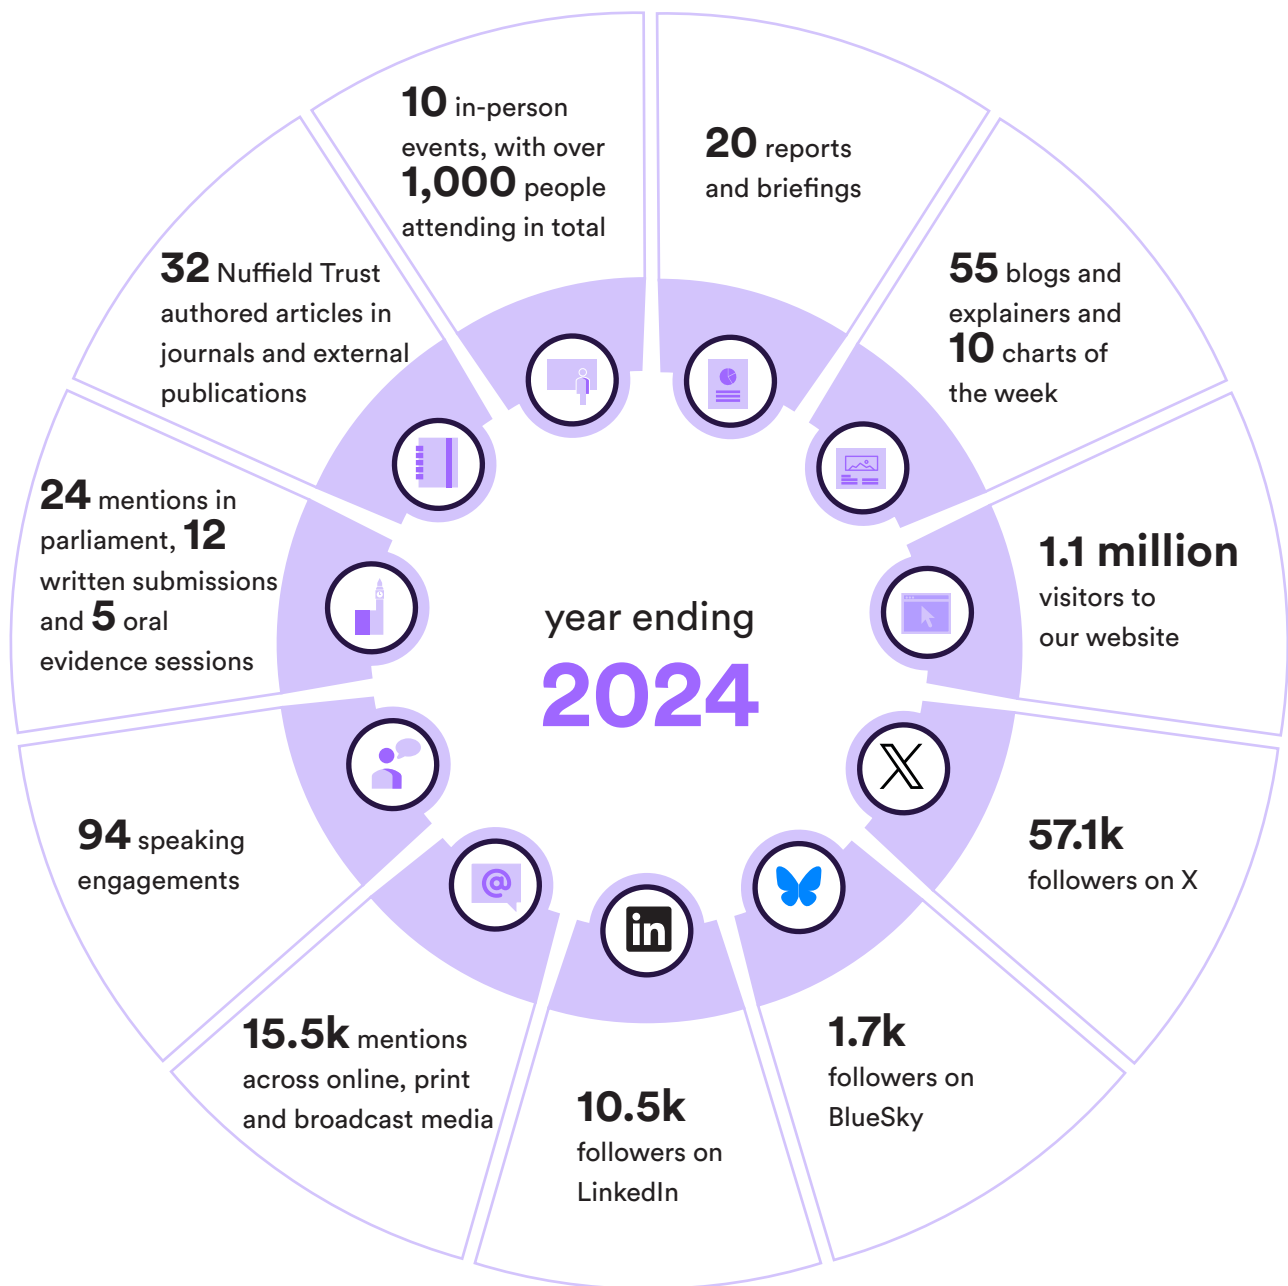 year ending
2024
20 reports
and briefings
55 blogs and
explainers and
10 charts of
the week
1.1 million
visitors to
our website
57.1k
followers on X
1.7k
followers on
BlueSky
10.5k
followers on
LinkedIn
15.5k mentions
across online, print
and broadcast media
94 speaking
engagements
24 mentions in
parliament, 12
written submissions
and 5 oral
evidence sessions
32 Nuffield Trust
authored articles in
journals and external
publications
10 in-person
events, with over
1,000 people
attending in total
X
in
@